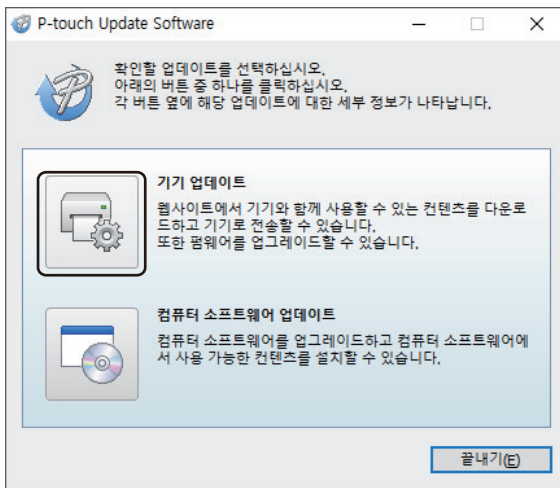 P-touch Update Software
확인할 업데이트를 선택하십시오.
아래의 버튼 중 하나를 클릭하십시오.
각 버튼 옆에 해당 업데이트에 대한 세부 정보가 나타납니다.
기기 업데이트
웹사이트에서 기기와 함께 사용할 수 있는 컨텐츠를 다운로
드하고 기기로 전송할 수 있습니다.
또한 펌웨어를 업그레이드할 수 있습니다.
컴퓨터 소프트웨어 업데이트
컴퓨터 소프트웨어를 업그레이드하고 컴퓨터 소프트웨어에
서 사용 가능한 컨텐츠를 설치할 수 있습니다.
끝내기(E)